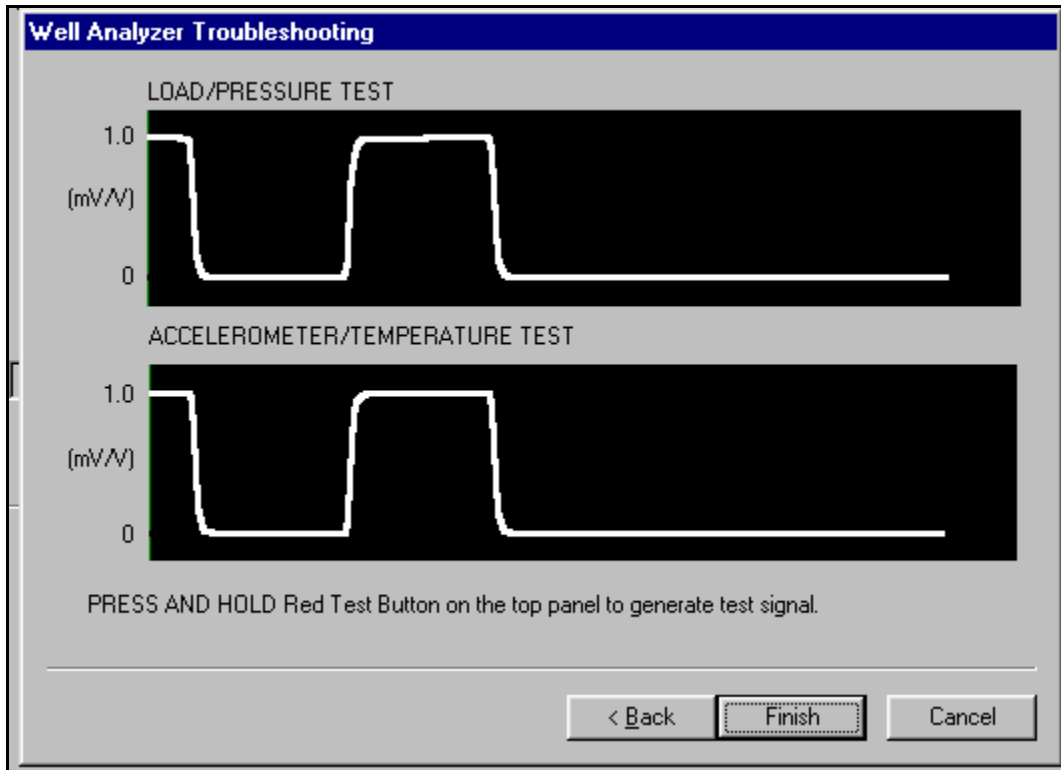 Well Analyzer Troubleshooting
LOAD/PRESSURE TEST
1.0
(mV/V)
0
ACCELEROMETER/TEMPERATURE TEST
1.0
(mV/V)
0
PRESS AND HOLD Red Test Button on the top panel to generate test signal.
< Back
Finish
Cancel